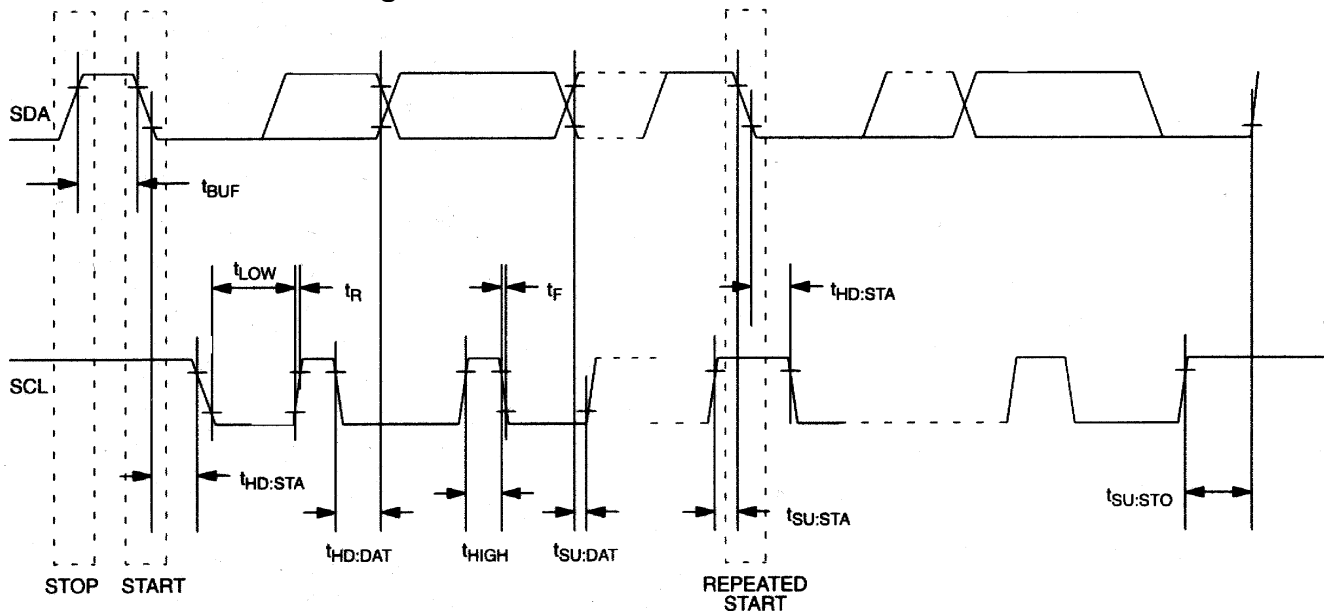 SDA
tBUF
tLOW
tR
tF
tHD:STA
SCL
tHD:STA
tHD:DAT
tHIGH
tSU:DAT
tSU:STA
tSU:STO
STOP
START
REPEATED
START